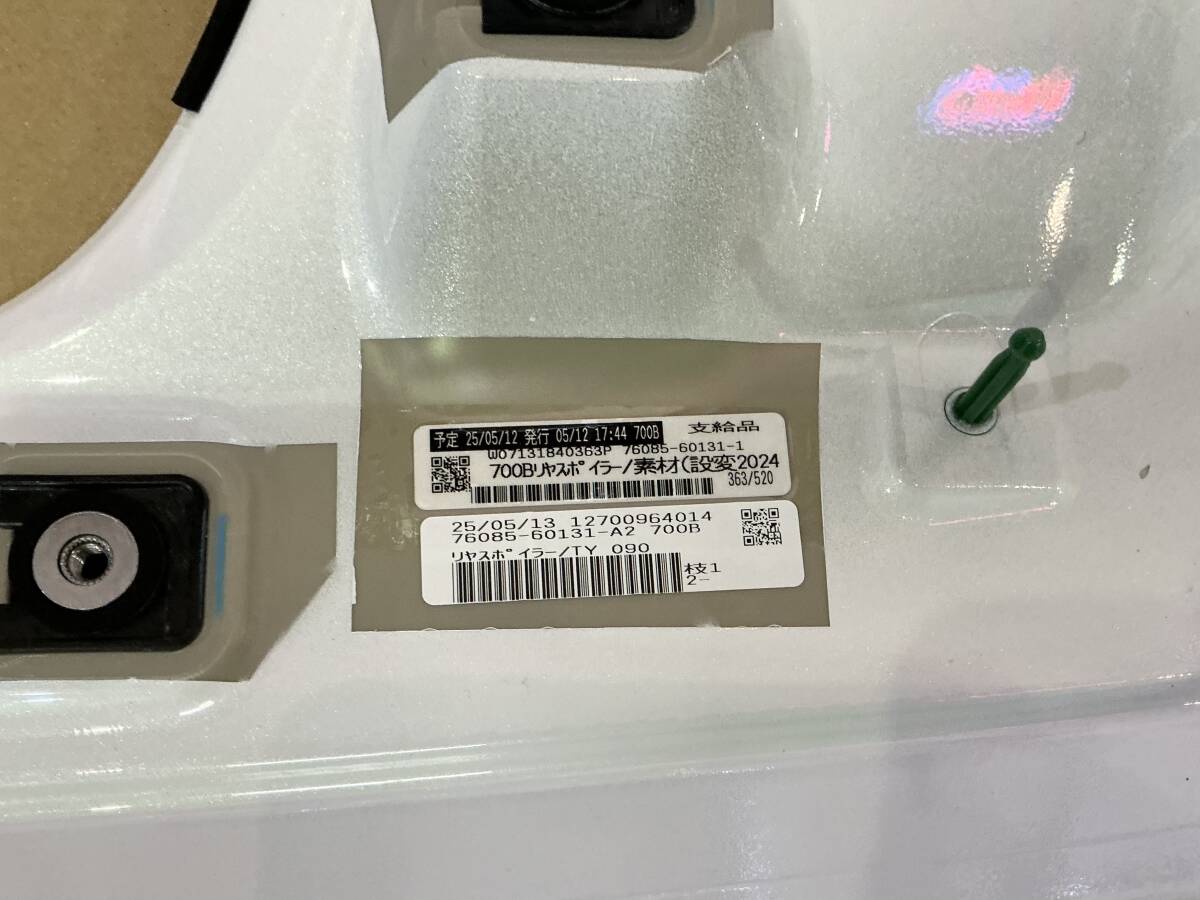 予定 25/05/12 発行 05/12 17:44 700B 支給品
W07131840363P 76085-60131-1
700Bリヤスポイラー/素材(設変2024
363/520
25/05/13 12700964014
76085-60131-A2 700B
リヤスポイラー/TY 090
枝1
2-